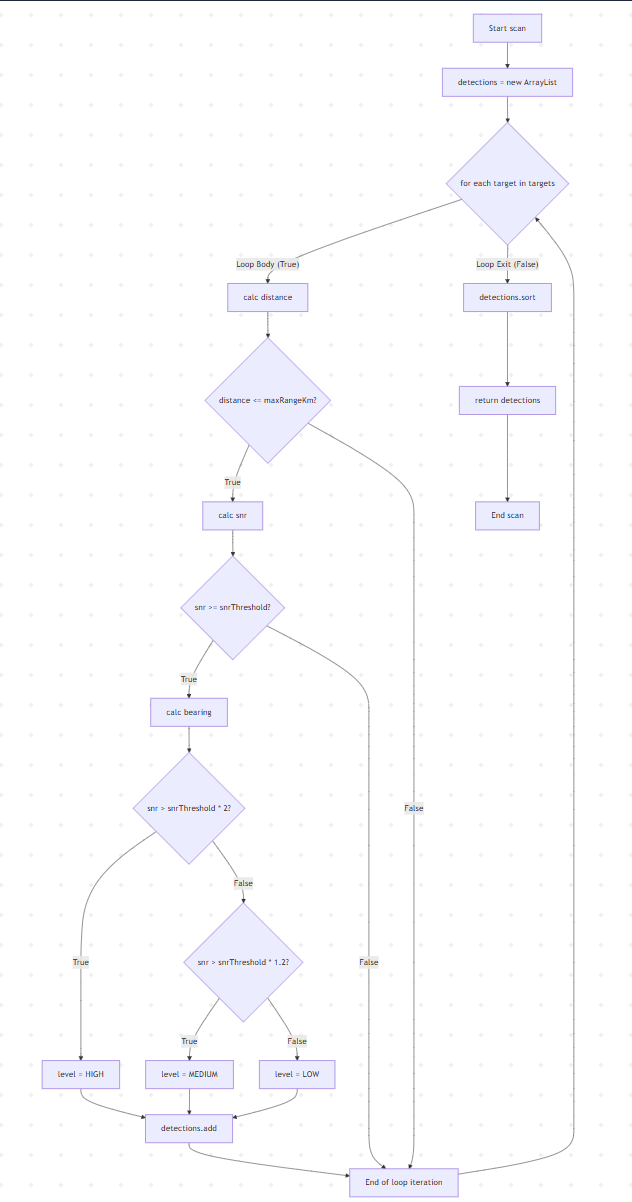 Start scan
detections = new ArrayList
for each target in targets
Loop Body (True)
Loop Exit (False)
calc distance
detections.sort
distance <= maxRangeKm?
return detections
True
calc snr
End scan
snr >= snrThreshold?
True
calc bearing
snr > snrThreshold * 2?
False
False
snr > snrThreshold * 1.2?
True
False
True
False
level = HIGH
level = MEDIUM
level = LOW
detections.add
End of loop iteration